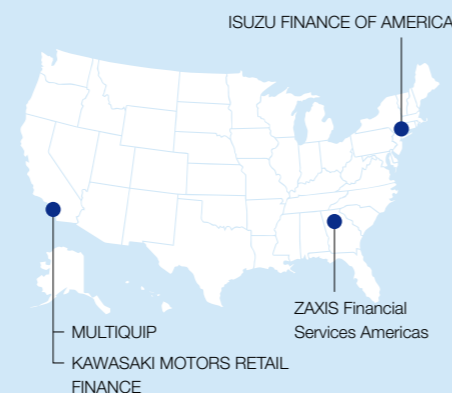 ISUZU FINANCE OF AMERICA
ZAXIS Financial
Services Americas
MULTIQUIP
KAWASAKI MOTORS RETAIL
FINANCE